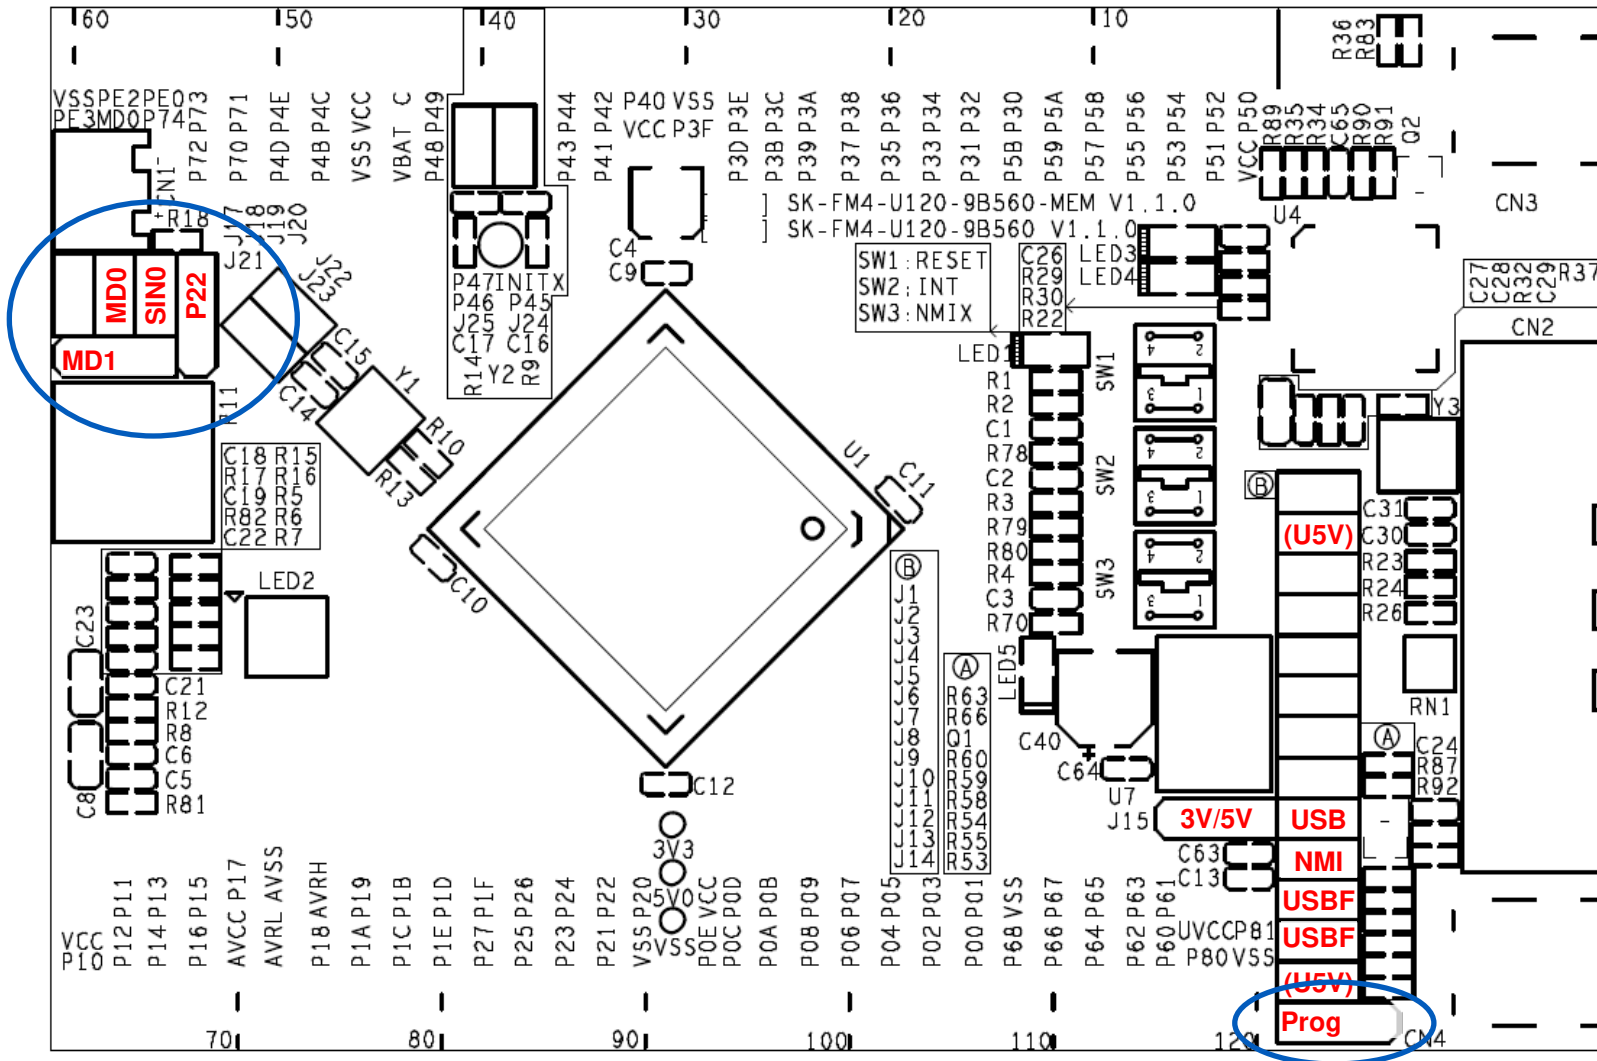 60 50 40 30 20 10
R36
R83
VSSPE2PE0
PE3MD0P74
P72 P73
P70 P71
P4D P4E
P4B P4C
VSS VCC
VBAT C
P48 P49
P43 P44
P41 P42
P40 VSS
VCC P3F
P3D P3E
P3B P3C
P39 P3A
P37 P38
P35 P36
P33 P34
P31 P32
P5B P30
P59 P5A
P57 P58
P55 P56
P53 P54
P51 P52
VCC P50
R89
R35
R34
C65
R90
R91
Q2
CN1
+
-
R18
J17
J18
J19
J20
J21
J22
J23
] SK-FM4-U120-9B560-MEM V1.1.0
] SK-FM4-U120-9B560 V1.1.0
U4
CN3
C4
C9
SW1:RESET
SW2:INT
SW3:NMIX
C26
R29
R30
R22
LED3
LED4
C27
C28
R32
C29
R37
CN2
MD0
SIN0
P22
MD1
P47INITX
P46 P45
J25 J24
C17 C16
R14
Y2
R9
C15
C14
Y1
R10
R13
U1
C11
C10
LED1
R1
R2
C1
R78
C2
R3
R79
R80
R4
C3
R70
SW1
4 2
3 1
SW2
4 2
3 1
SW3
4 2
3 1
Y3
B
(U5V)
C31
C30
R23
R24
R26
RN1
C18 R15
R17 R16
C19 R5
R82 R6
C22 R7
LED2
C23
C21
R12
R8
C6
C5
R81
C8
B
J1
J2
J3
J4
J5
J6
J7
J8
J9
J10
J11
J12
J13
J14
A
R63
R66
Q1
R60
R59
R58
R54
R55
R53
LED5
C40
+
C64
U7
J15
3V/5V
USB
A
C24
R87
R92
C12
3V3
5V0
VSS
C63
C13
NMI
USBF
USBF
(U5V)
Prog
CN4
VCC
P10
P12 P11
P14 P13
P16 P15
AVCC P17
AVRL AVSS
P18 AVRH
P1A P19
P1C P1B
P1E P1D
P27 P1F
P25 P26
P23 P24
P21 P22
VSS P20
P0E VCC
P0C P0D
P0A P0B
P08 P09
P06 P07
P04 P05
P02 P03
P00 P01
P68 VSS
P66 P67
P64 P65
P62 P63
P60 P61
UVCCP81
P80VSS
70 80 90 100 110 120